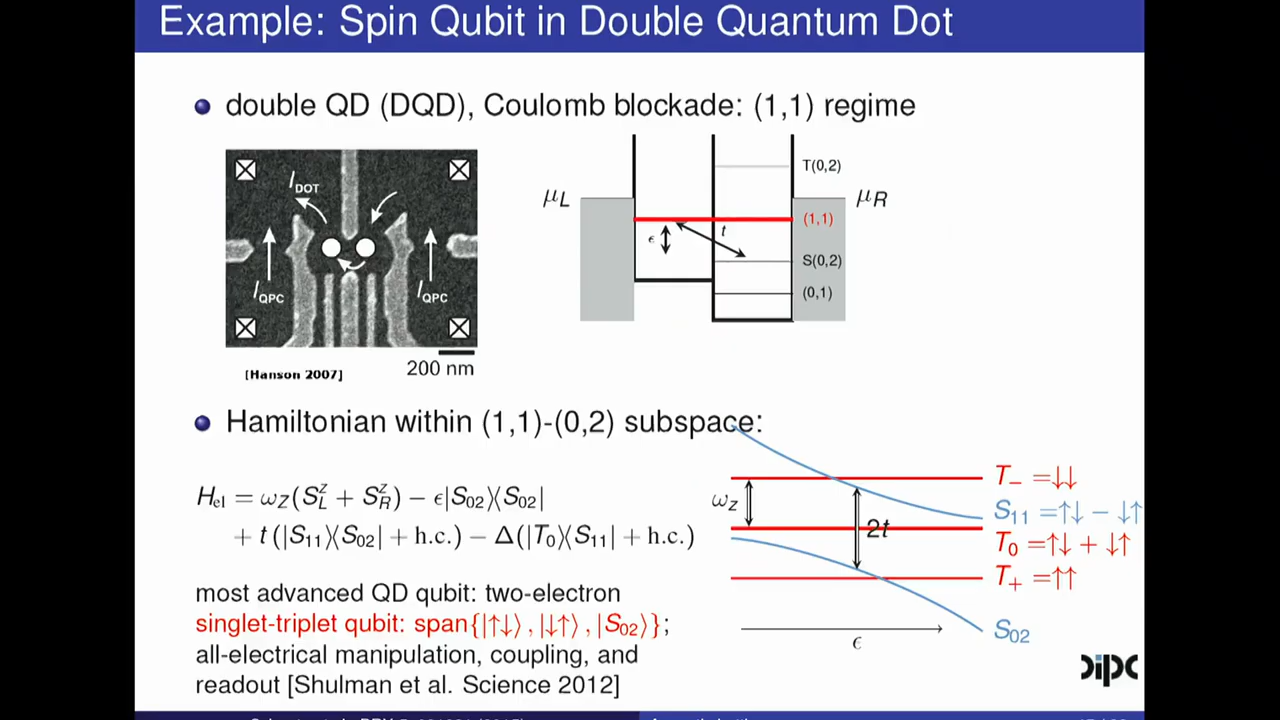 Example: Spin Qubit in Double Quantum Dot
double QD (DQD), Coulomb blockade: (1,1) regime
I_DOT
I_QPC
I_QPC
[Hanson 2007]
200 nm
μL
μR
T(0,2)
(1,1)
t
ϵ
S(0,2)
(0,1)
Hamiltonian within (1,1)-(0,2) subspace:
H_el = ω_Z(S_L^z + S_R^z) − ϵ|S_02⟩⟨S_02|
+ t (|S_11⟩⟨S_02| + h.c.) − Δ(|T_0⟩⟨S_11| + h.c.)
most advanced QD qubit: two-electron
singlet-triplet qubit: span{|↑↓⟩, |↓↑⟩, |S_02⟩};
all-electrical manipulation, coupling, and
readout [Shulman et al. Science 2012]
ω_Z
2t
T_− =↓↓
S_11 =↑↓ − ↓↑
T_0 =↑↓ + ↓↑
T_+ =↑↑
S_02
ϵ
dipc